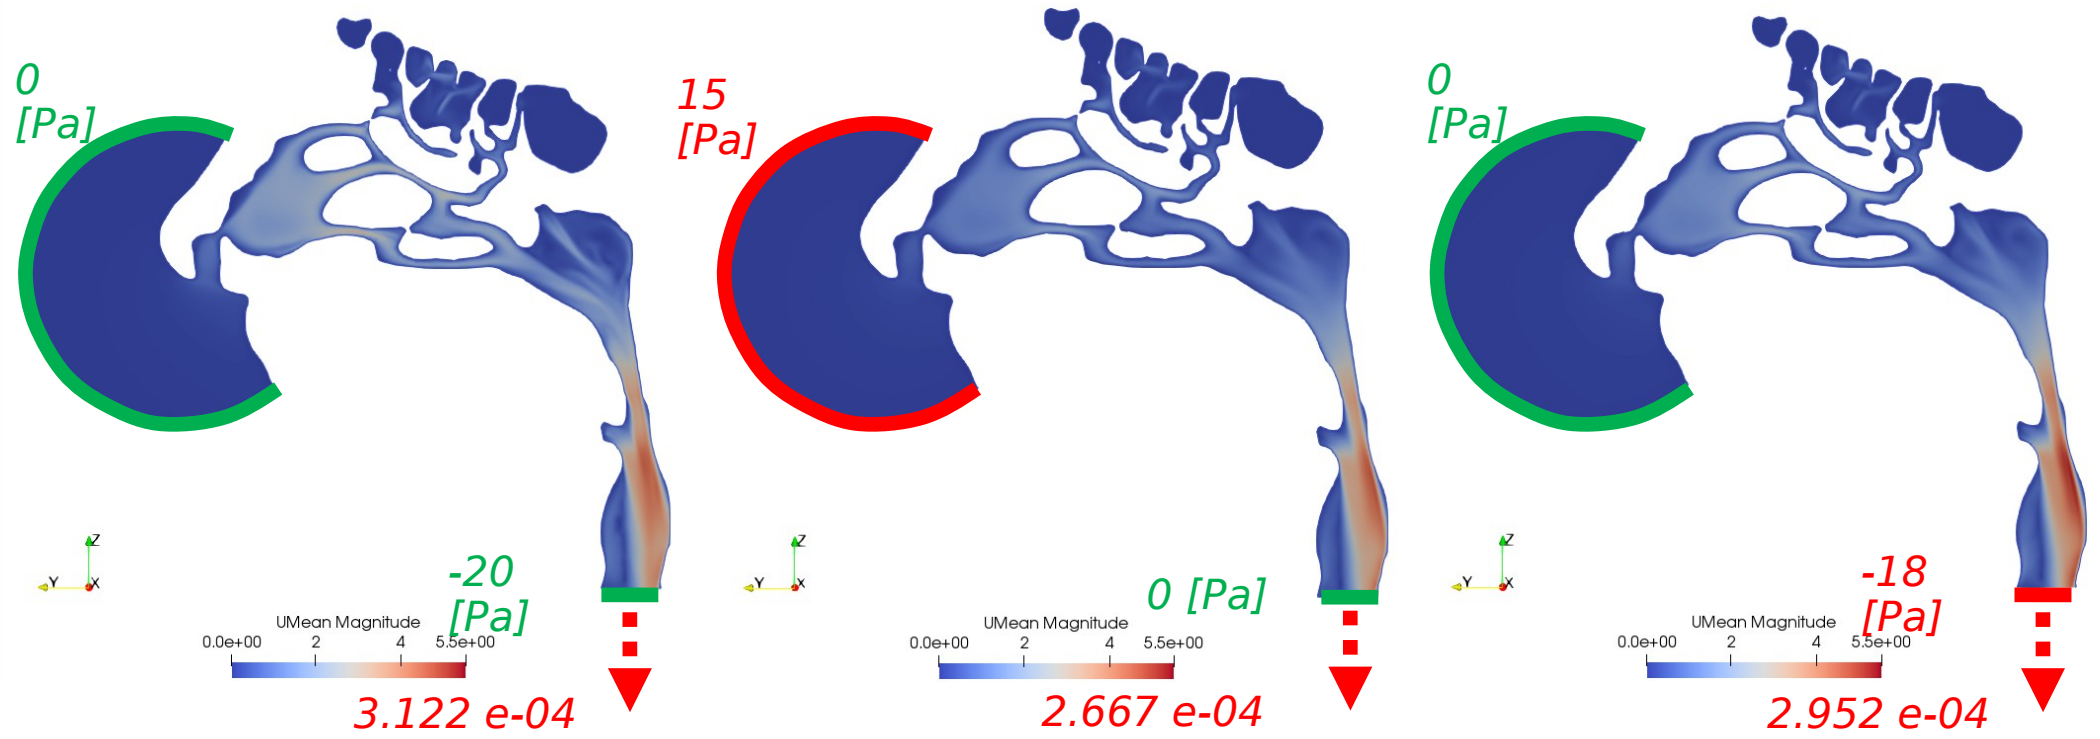 0
[Pa]
-20
[Pa]
Z
Y
X
UMean Magnitude
0.0e+00 2 4 5.5e+00
3.122 e-04
15
[Pa]
0 [Pa]
Z
Y
X
UMean Magnitude
0.0e+00 2 4 5.5e+00
2.667 e-04
0
[Pa]
-18
[Pa]
Z
Y
X
UMean Magnitude
0.0e+00 2 4 5.5e+00
2.952 e-04